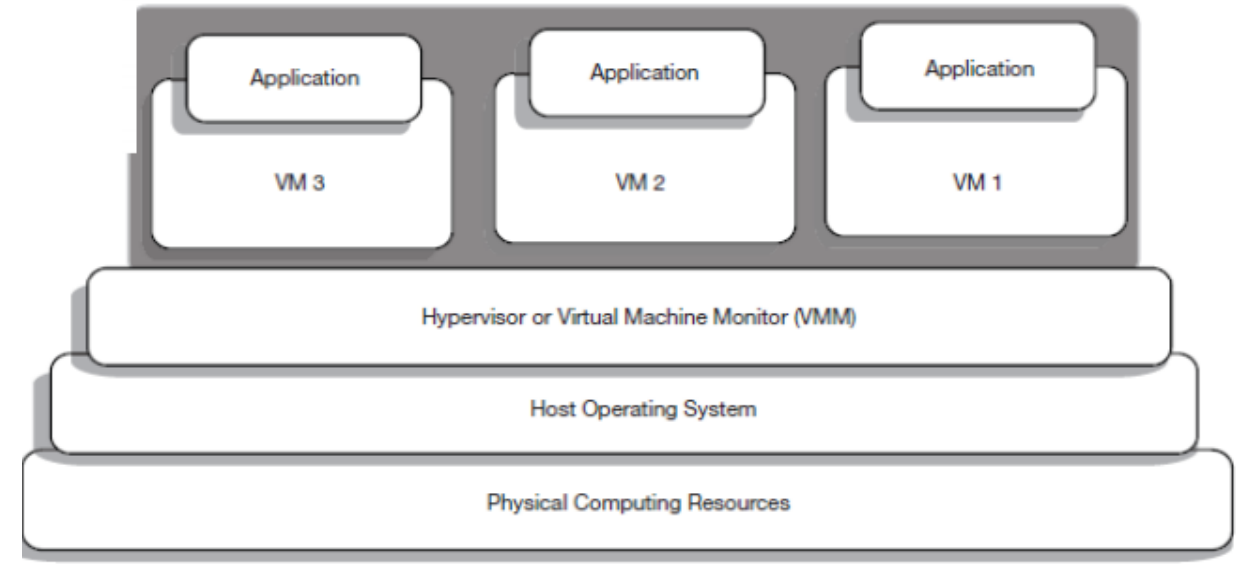 Application
Application
Application
VM 3
VM 2
VM 1
Hypervisor or Virtual Machine Monitor (VMM)
Host Operating System
Physical Computing Resources